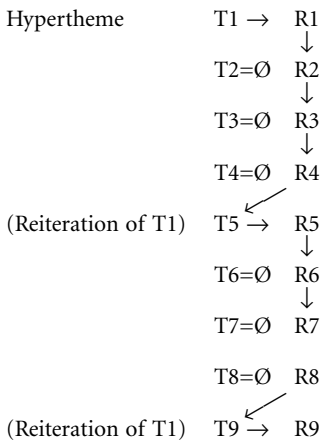 Hypertheme T1 → R1
↓
T2=Ø R2
↓
T3=Ø R3
↓
T4=Ø R4
↙
(Reiteration of T1) T5 → R5
↓
T6=Ø R6
↓
T7=Ø R7
T8=Ø R8
↙
(Reiteration of T1) T9 → R9